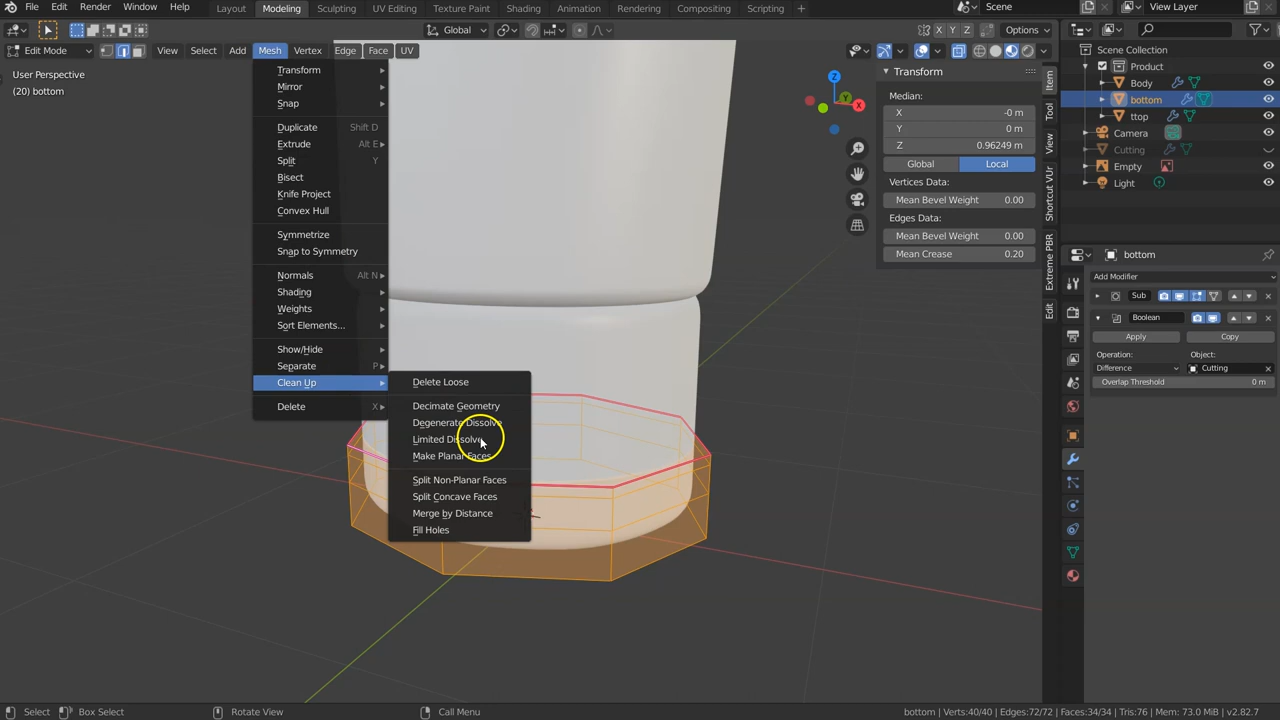 File Edit Render Window Help
Layout Modeling Sculpting UV Editing Texture Paint Shading Animation Rendering Compositing Scripting +
Scene
View Layer
Global
X Y Z
Options
Edit Mode
View Select Add Mesh Vertex Edge Face UV
User Perspective
(20) bottom
Transform
Mirror
Snap
Duplicate Shift D
Extrude Alt E
Split Y
Bisect
Knife Project
Convex Hull
Symmetrize
Snap to Symmetry
Normals Alt N
Shading
Weights
Sort Elements...
Show/Hide
Separate P
Clean Up
Delete X
Delete Loose
Decimate Geometry
Degenerate Dissolve
Limited Dissolve
Make Planar Faces
Split Non-Planar Faces
Split Concave Faces
Merge by Distance
Fill Holes
Z
Y
X
Transform
Median:
X -0 m
Y 0 m
Z 0.96249 m
Global Local
Vertices Data:
Mean Bevel Weight 0.00
Edges Data:
Mean Bevel Weight 0.00
Mean Crease 0.20
Item
Tool
View
Shortcut VUr
Extreme PBR
Edit
Scene Collection
Product
Body
bottom
ttop
Camera
Cutting
Empty
Light
bottom
Add Modifier
Sub
Boolean
Apply Copy
Operation: Object:
Difference Cutting
Overlap Threshold 0 m
Select Box Select Rotate View Call Menu
bottom | Verts:40/40 | Edges:72/72 | Faces:34/34 | Tris:76 | Mem: 73.0 MiB | v2.82.7